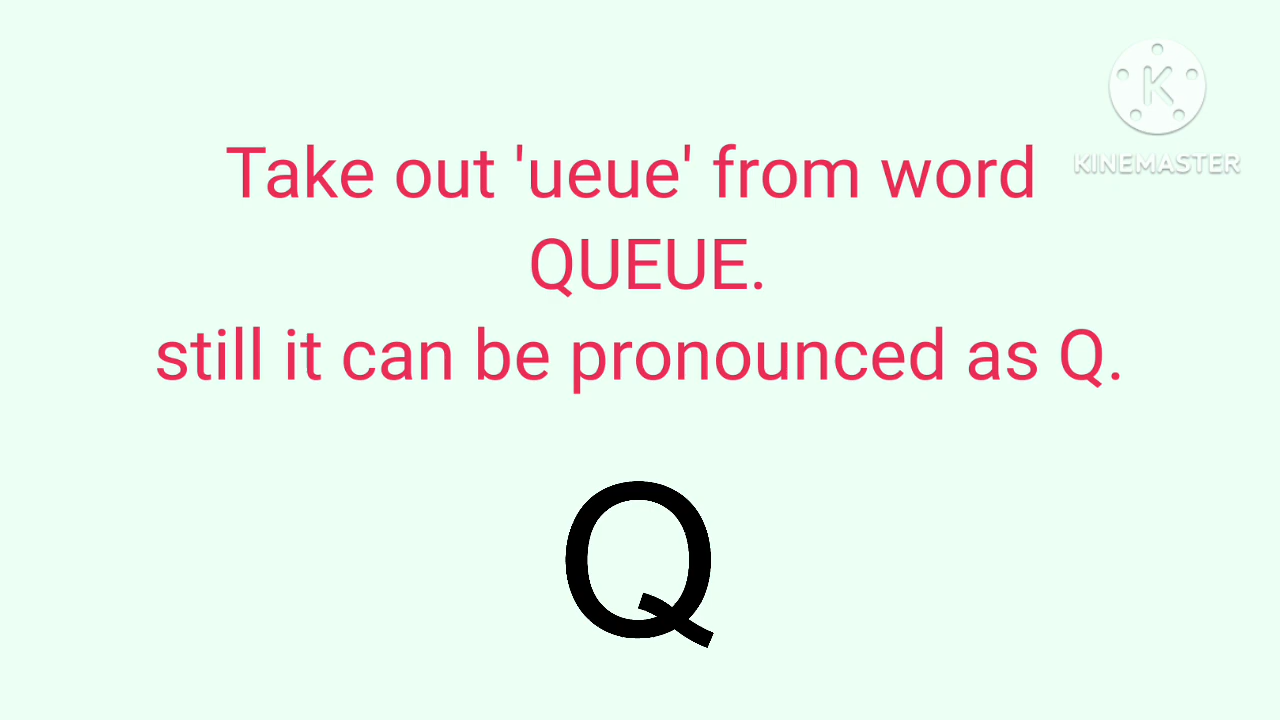 K
KINEMASTER
Take out 'ueue' from word
QUEUE.
still it can be pronounced as Q.
Q